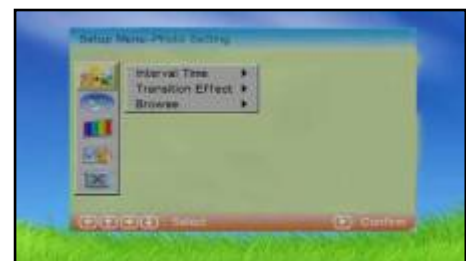 Setup Menu-Photo Setting
Interval Time
Transition Effect
Browse
Select
Confirm